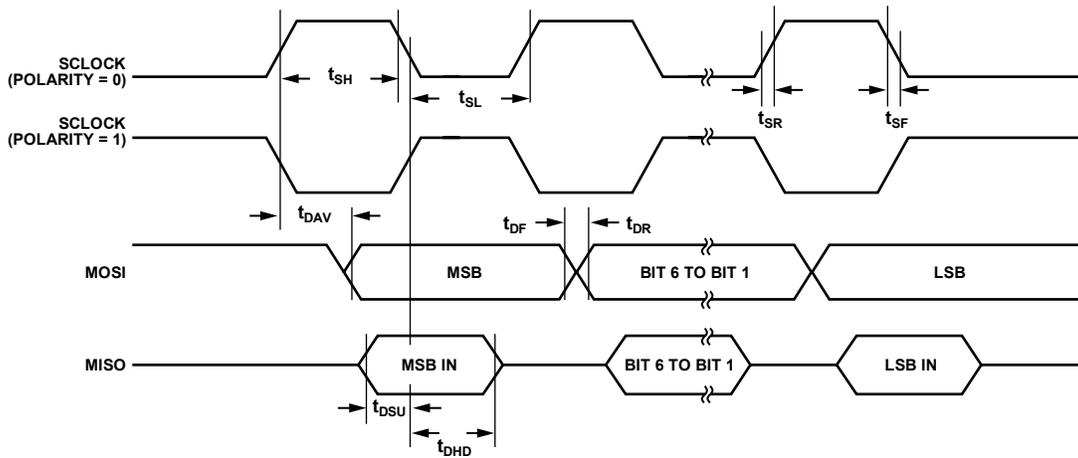 SCLOCK
(POLARITY = 0)
tSH
tSL
tSR
tSF
SCLOCK
(POLARITY = 1)
tDAV
tDF
tDR
MOSI
MSB
BIT 6 TO BIT 1
LSB
MISO
MSB IN
BIT 6 TO BIT 1
LSB IN
tDSU
tDHD